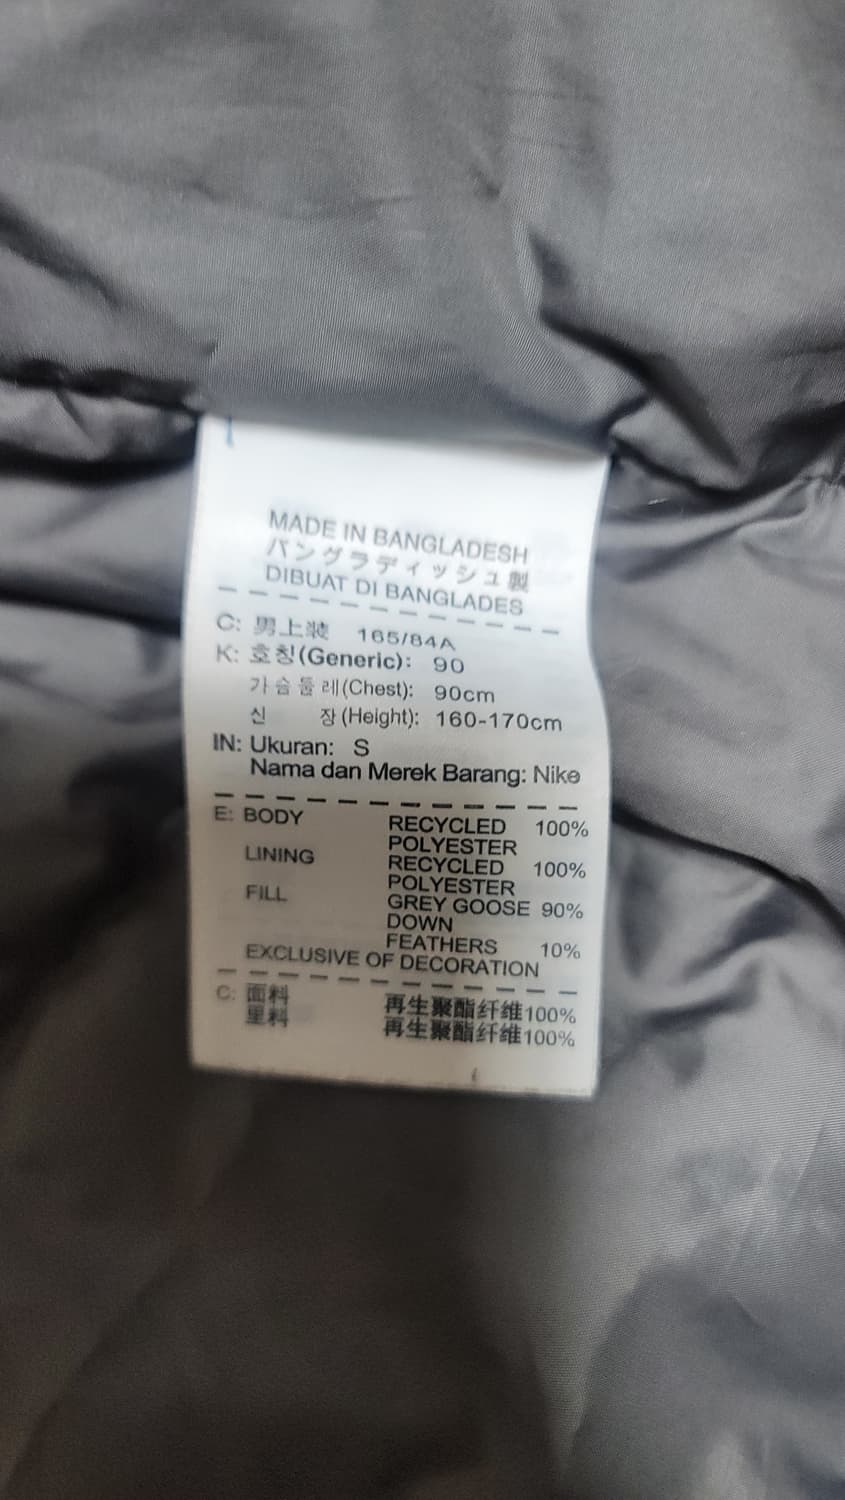 MADE IN BANGLADESH
バングラディッシュ製
DIBUAT DI BANGLADES
C: 男上装 165/84A
K: 호칭(Generic): 90
가슴둘레(Chest): 90cm
신 장(Height): 160-170cm
IN: Ukuran: S
Nama dan Merek Barang: Nike
E: BODY RECYCLED 100%
POLYESTER
LINING RECYCLED 100%
POLYESTER
FILL GREY GOOSE 90%
DOWN
FEATHERS 10%
EXCLUSIVE OF DECORATION
C: 面料 再生聚酯纤维100%
里料 再生聚酯纤维100%